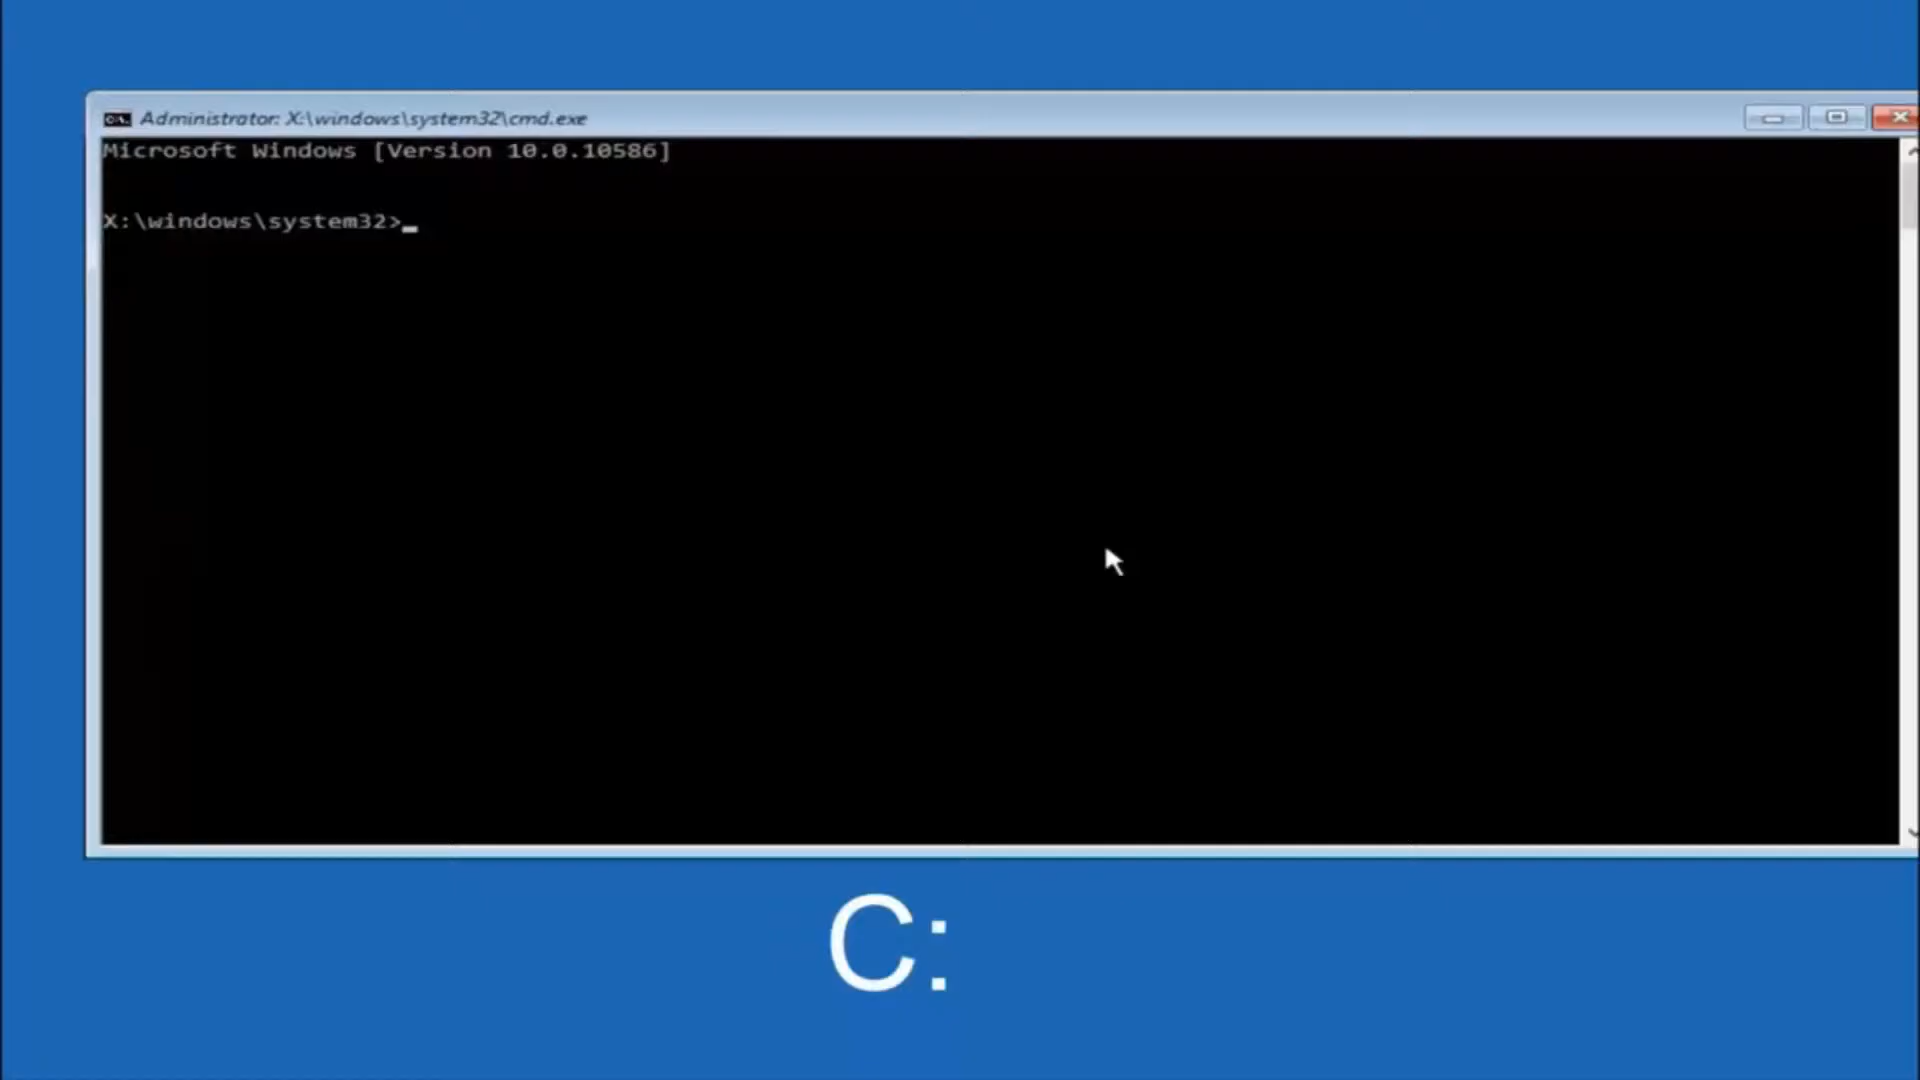 Administrator: X:\windows\system32\cmd.exe
Microsoft Windows [Version 10.0.10586]
X:\windows\system32>_
C: